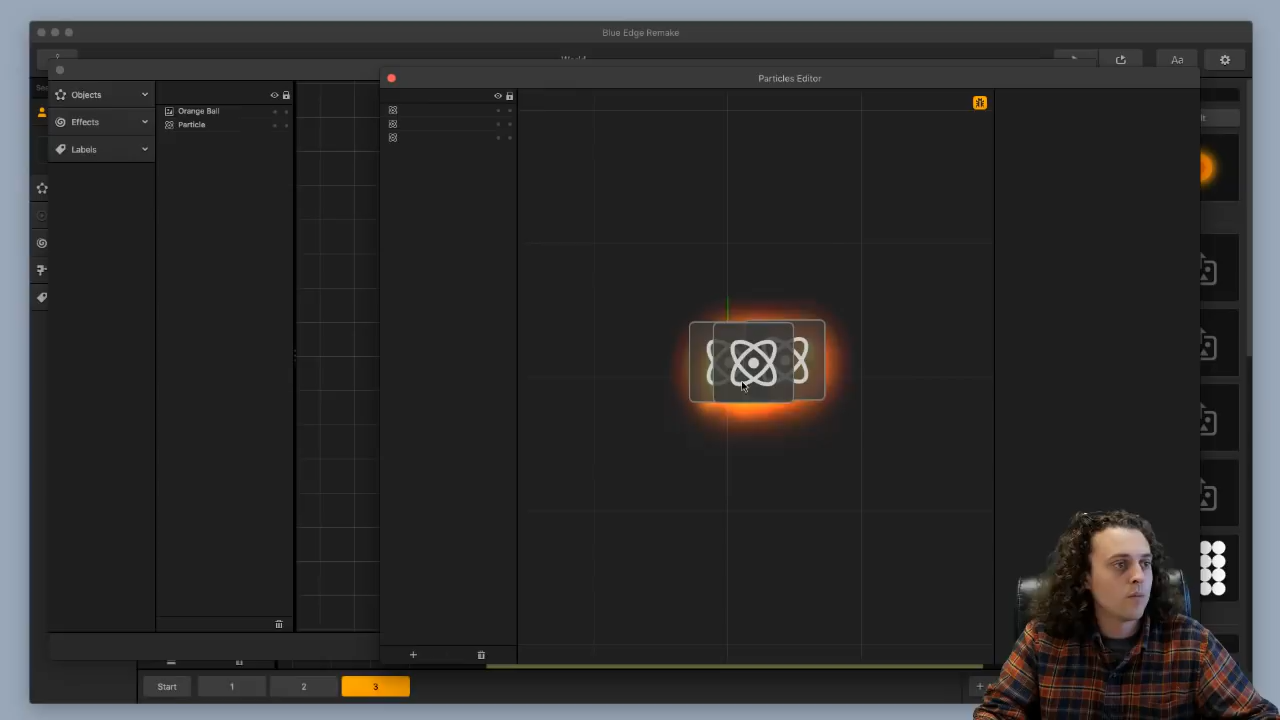 Blue Edge Remake
Aa
Particles Editor
Objects
Effects
Labels
Orange Ball
Particle
Start
1
2
3